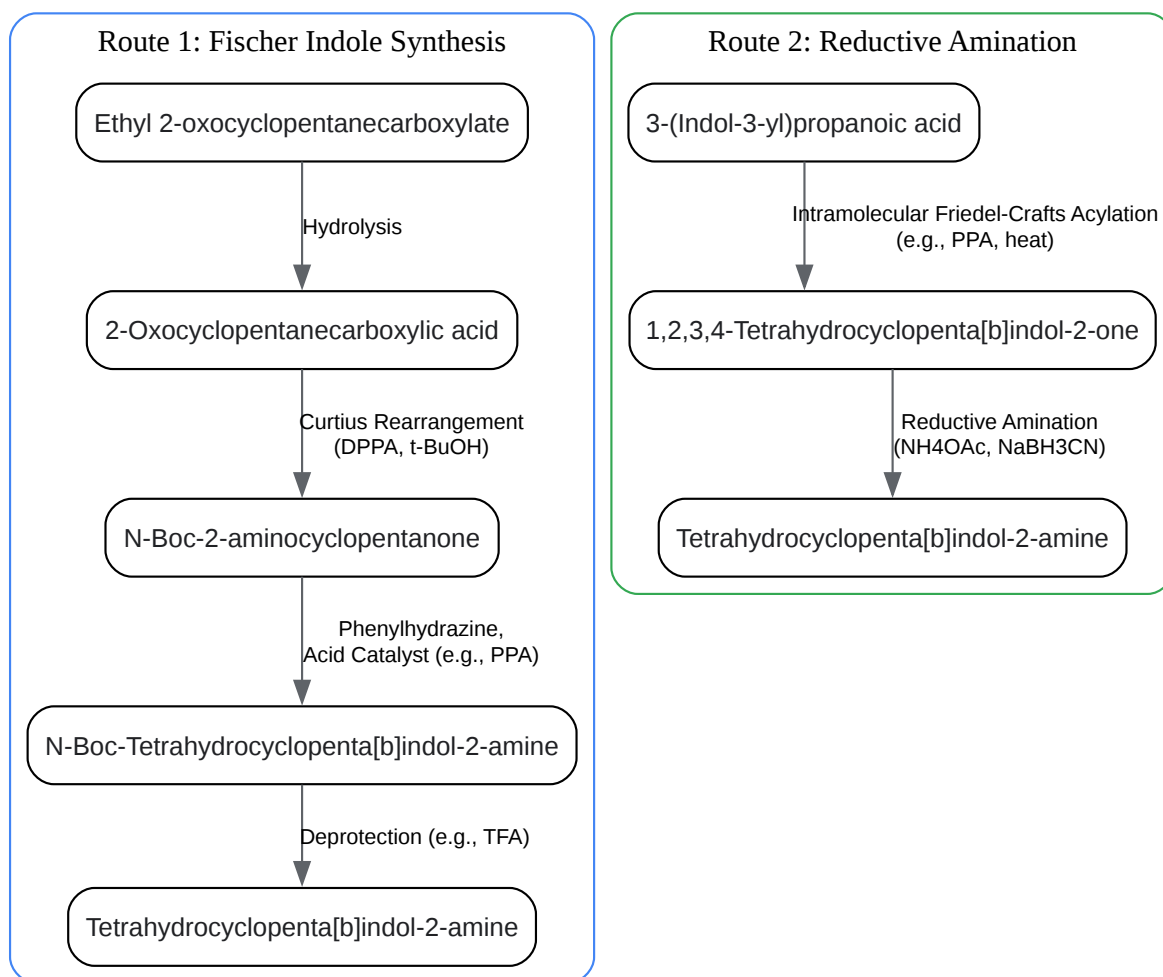 Route 1: Fischer Indole Synthesis
Ethyl 2-oxocyclopentanecarboxylate
Hydrolysis
2-Oxocyclopentanecarboxylic acid
Curtius Rearrangement
(DPPA, t-BuOH)
N-Boc-2-aminocyclopentanone
Phenylhydrazine,
Acid Catalyst (e.g., PPA)
N-Boc-Tetrahydrocyclopenta[b]indol-2-amine
Deprotection (e.g., TFA)
Tetrahydrocyclopenta[b]indol-2-amine
Route 2: Reductive Amination
3-(Indol-3-yl)propanoic acid
Intramolecular Friedel-Crafts Acylation
(e.g., PPA, heat)
1,2,3,4-Tetrahydrocyclopenta[b]indol-2-one
Reductive Amination
(NH4OAc, NaBH3CN)
Tetrahydrocyclopenta[b]indol-2-amine